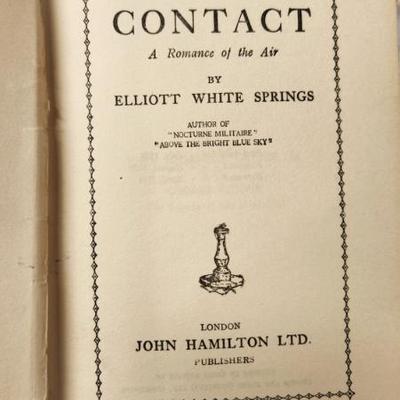 CONTACT
A Romance of the Air
BY
ELLIOTT WHITE SPRINGS
AUTHOR OF
"NOCTURNE MILITAIRE"
"ABOVE THE BRIGHT BLUE SKY"
LONDON
JOHN HAMILTON LTD.
PUBLISHERS